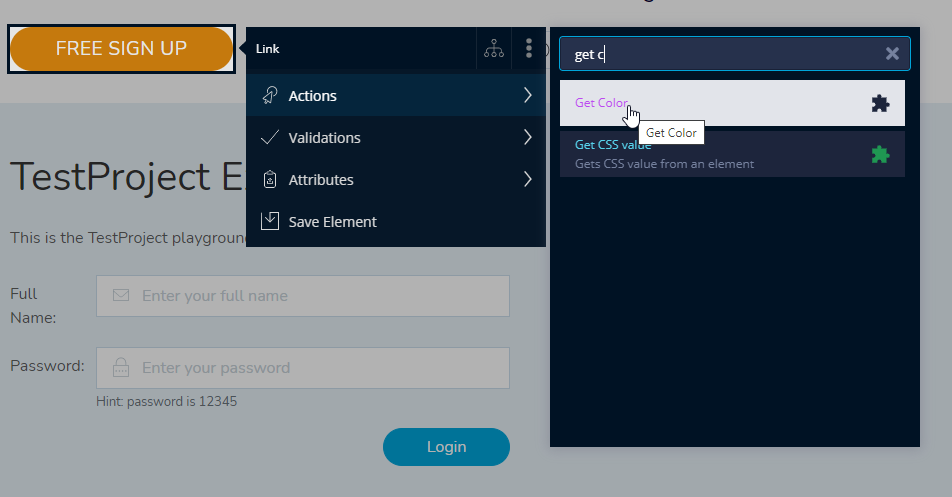 FREE SIGN UP
Link
Actions
Validations
Attributes
Save Element
get c
Get Color
Get Color
Get CSS value
Gets CSS value from an element
TestProject E
This is the TestProject playground
Full
Name:
Enter your full name
Password:
Enter your password
Hint: password is 12345
Login